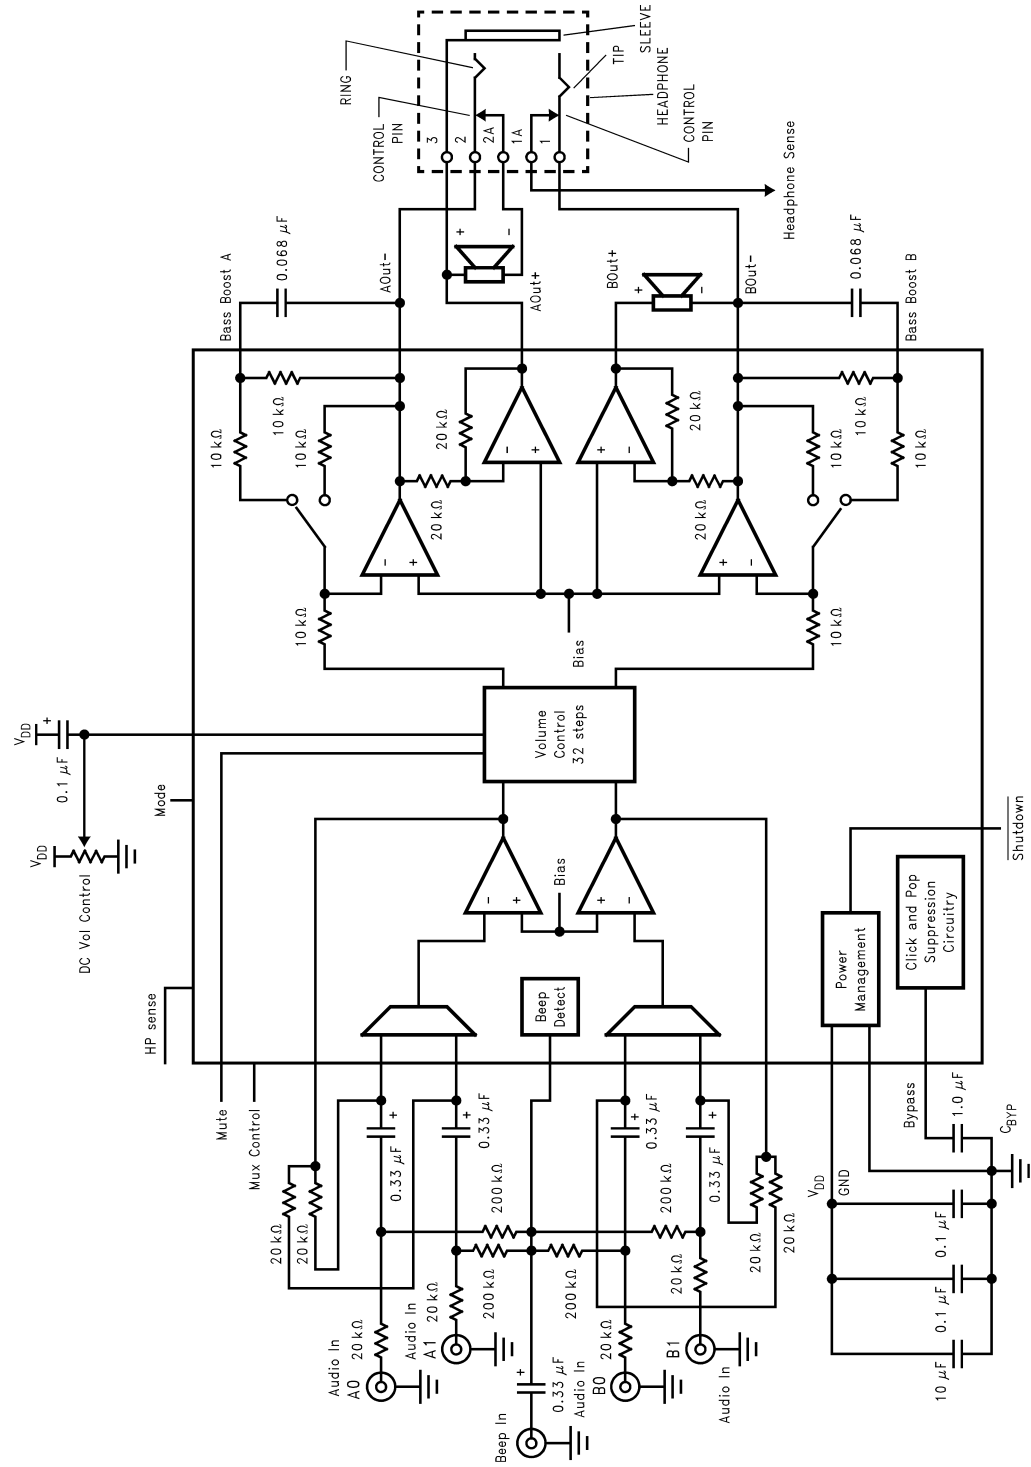 SLEEVE
TIP
HEADPHONE
CONTROL
PIN
RING
CONTROL
PIN
3
2
2A
1A
1
Headphone Sense
+
-
+
-
Bass Boost A
0.068 µF
AOut-
AOut+
BOut+
BOut-
0.068 µF
Bass Boost B
10 kΩ
10 kΩ
10 kΩ
20 kΩ
20 kΩ
-
+
+
-
20 kΩ
20 kΩ
10 kΩ
10 kΩ
10 kΩ
-
+
+
-
10 kΩ
Bias
10 kΩ
Volume
Control
32 steps
VDD
+
0.1 µF
VDD
DC Vol Control
Mode
HP sense
Mute
Mux Control
-
+
Bias
+
-
Beep
Detect
Power
Management
Click and Pop
Suppression
Circuitry
Shutdown
Bypass
1.0 µF
CBYP
VDD
GND
0.1 µF
0.1 µF
10 µF
+
0.33 µF
+
0.33 µF
+
0.33 µF
+
0.33 µF
20 kΩ
20 kΩ
200 kΩ
200 kΩ
200 kΩ
200 kΩ
20 kΩ
20 kΩ
Audio In
A0
20 kΩ
Audio In
A1
20 kΩ
Beep In
+
0.33 µF
Audio In
B0
20 kΩ
Audio In
B1
20 kΩ